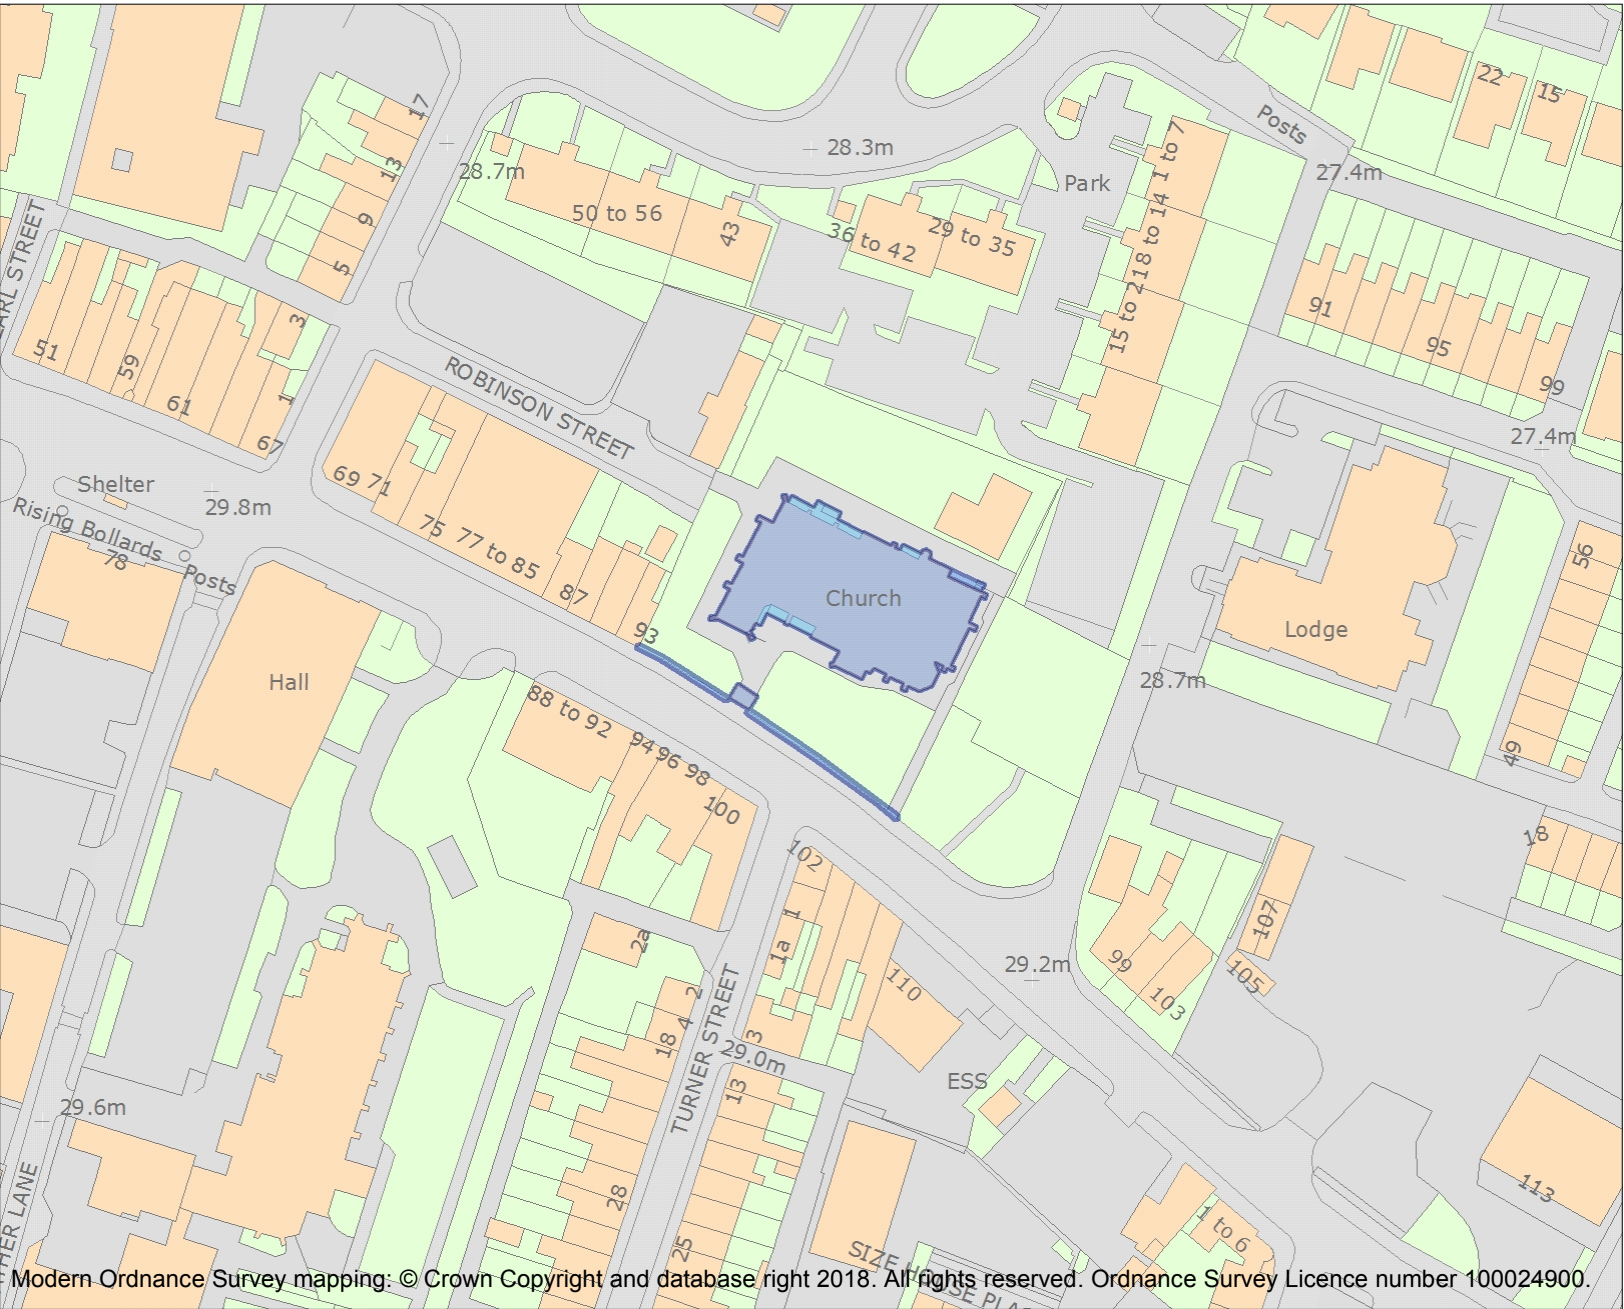 17
22
15
Posts
13
28.3m
1 to 7
28.7m
27.4m
Park
9
50 to 56
43
36 to 42
29 to 35
8 to 14
EARL STREET
5
15 to 21
91
3
51
59
61
1
67
95
99
ROBINSON STREET
27.4m
69 71
Shelter
29.8m
Rising Bollards
75
77 to 85
78
Posts
87
Church
56
93
Lodge
Hall
28.7m
88 to 92
94
96
98
100
49
102
18
1
1a
2a
107
99
105
103
29.2m
110
2
4
18
3
29.0m
TURNER STREET
13
ESS
29.6m
28
25
113
1 to 6
SIZE HOUSE
Modern Ordnance Survey mapping: © Crown Copyright and database right 2018. All rights reserved. Ordnance Survey Licence number 100024900.